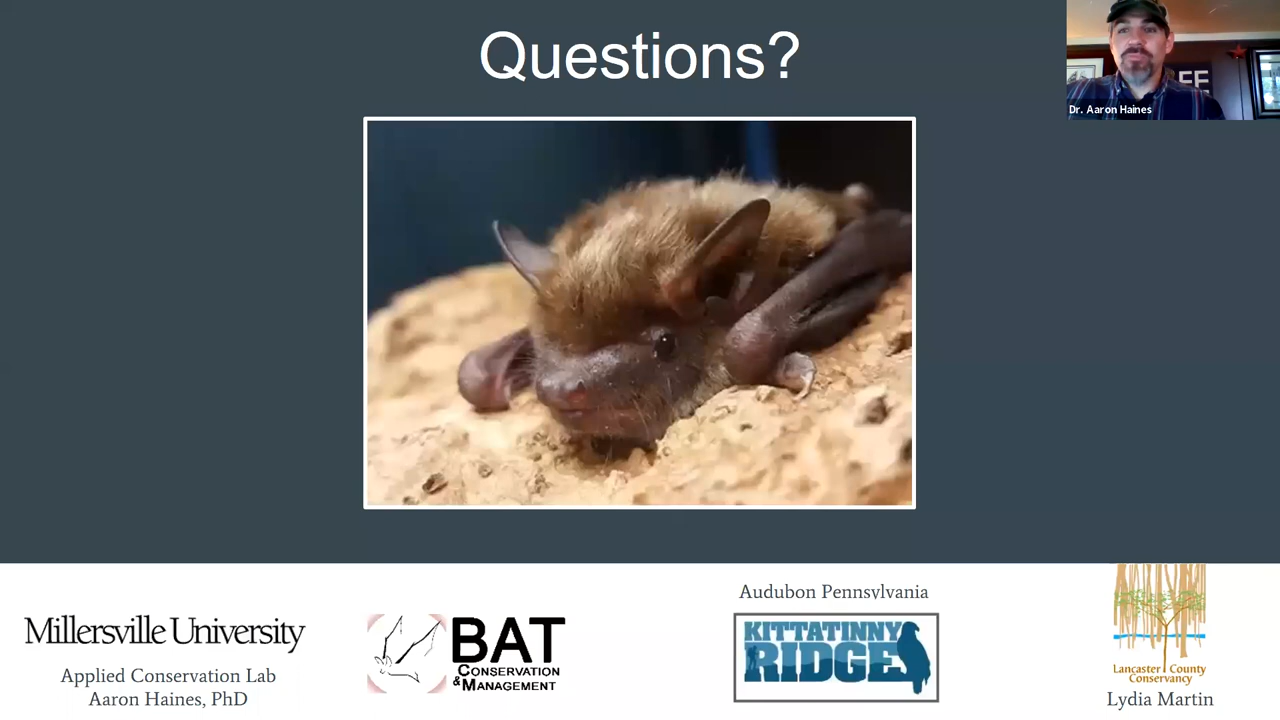 Questions?
EE
Dr. Aaron Haines
Millersville University
Applied Conservation Lab
Aaron Haines, PhD
BAT
CONSERVATION
& MANAGEMENT
Audubon Pennsylvania
KITTATINNY
RIDGE
Lancaster County
Conservancy
Lydia Martin